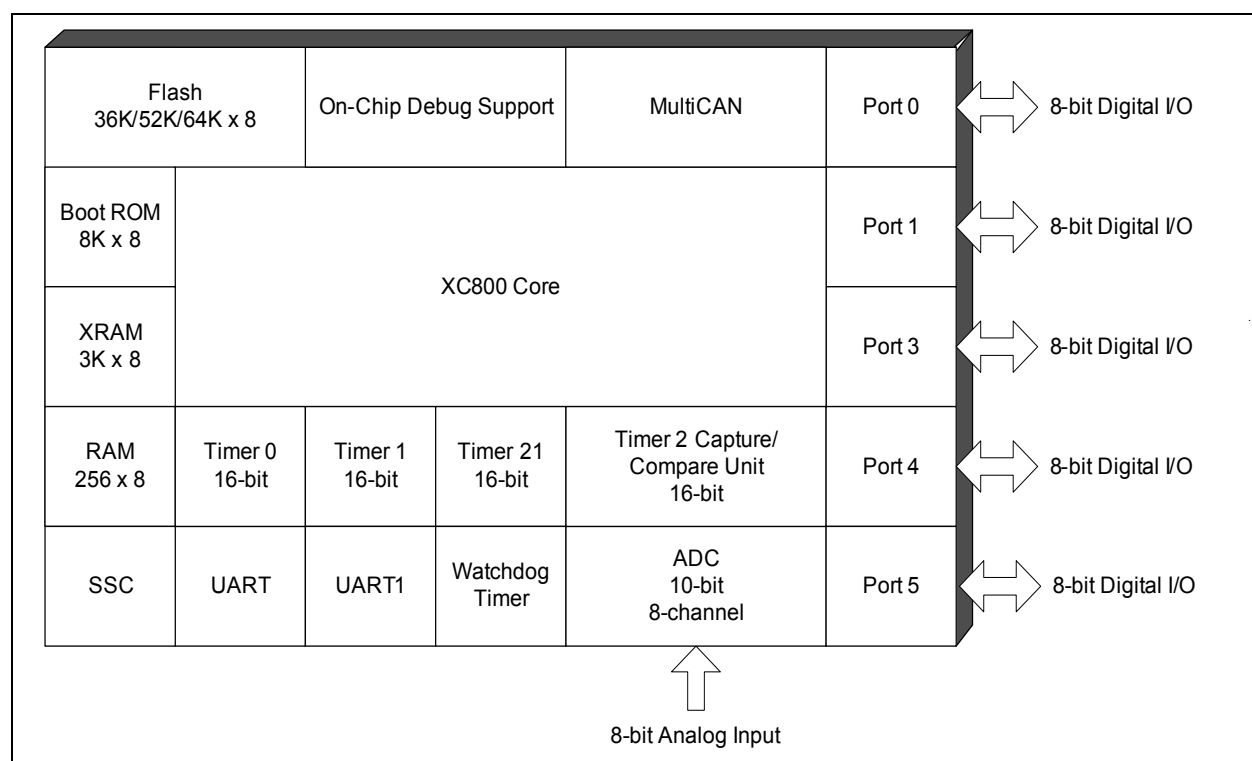 Flash
36K/52K/64K x 8
On-Chip Debug Support
MultiCAN
Port 0
8-bit Digital I/O
Boot ROM
8K x 8
XC800 Core
Port 1
8-bit Digital I/O
XRAM
3K x 8
Port 3
8-bit Digital I/O
RAM
256 x 8
Timer 0
16-bit
Timer 1
16-bit
Timer 21
16-bit
Timer 2 Capture/
Compare Unit
16-bit
Port 4
8-bit Digital I/O
SSC
UART
UART1
Watchdog
Timer
ADC
10-bit
8-channel
Port 5
8-bit Digital I/O
8-bit Analog Input